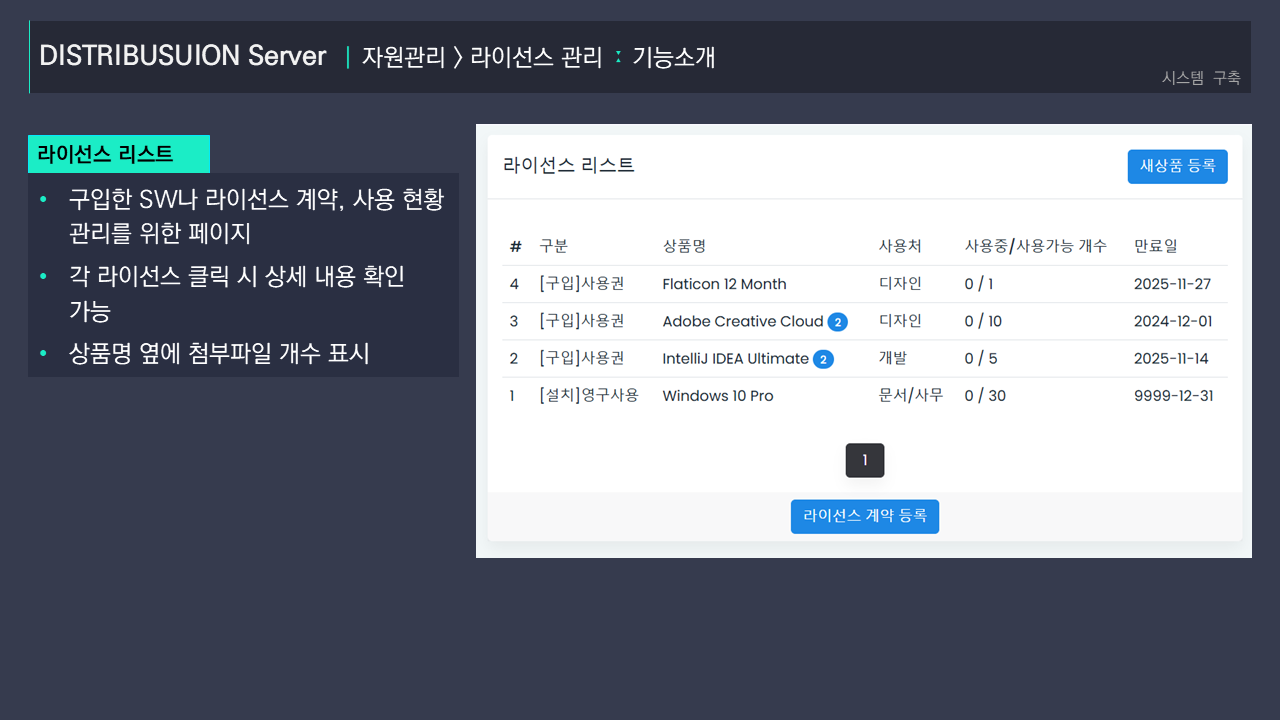 DISTRIBUSUION Server | 자원관리 > 라이선스 관리 : 기능소개
시스템 구축
라이선스 리스트
• 구입한 SW나 라이선스 계약, 사용 현황
관리를 위한 페이지
• 각 라이선스 클릭 시 상세 내용 확인
가능
• 상품명 옆에 첨부파일 개수 표시
라이선스 리스트
새상품 등록
# 구분 상품명 사용처 사용중/사용가능 개수 만료일
4 [구입]사용권 Flaticon 12 Month 디자인 0 / 1 2025-11-27
3 [구입]사용권 Adobe Creative Cloud 2 디자인 0 / 10 2024-12-01
2 [구입]사용권 IntelliJ IDEA Ultimate 2 개발 0 / 5 2025-11-14
1 [설치]영구사용 Windows 10 Pro 문서/사무 0 / 30 9999-12-31
1
라이선스 계약 등록